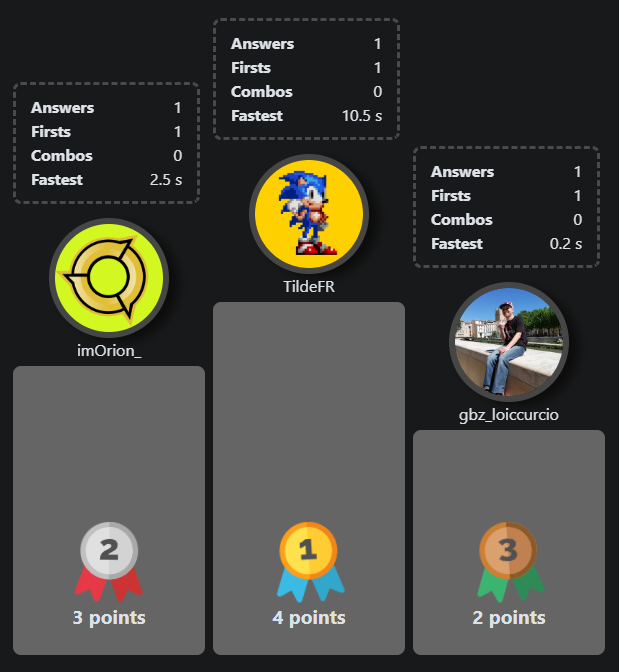 Answers 1
Firsts 1
Combos 0
Fastest 2.5 s
imOrion_
2
3 points
Answers 1
Firsts 1
Combos 0
Fastest 10.5 s
TildeFR
1
4 points
Answers 1
Firsts 1
Combos 0
Fastest 0.2 s
gbz_loiccurcio
3
2 points